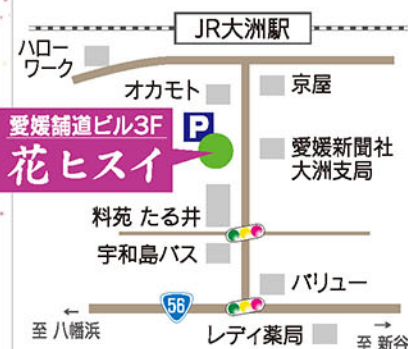 JR大洲駅
ハロー
ワーク
オカモト
京屋
愛媛舗道ビル3F
花ヒスイ
P
愛媛新聞社
大洲支局
料苑 たる井
宇和島バス
バリュー
56
← 至 八幡浜
レデイ薬局
→ 至 新谷